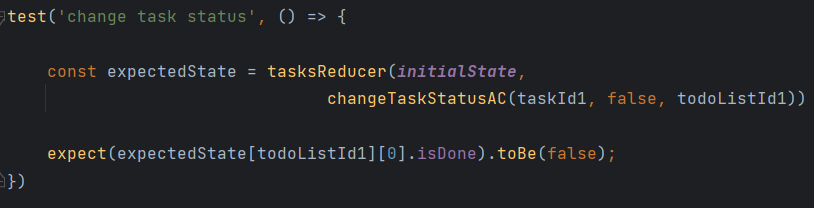 test('change task status', () => {
const expectedState = tasksReducer(initialState,
changeTaskStatusAC(taskId1, false, todoListId1))
expect(expectedState[todoListId1][0].isDone).toBe(false);
})